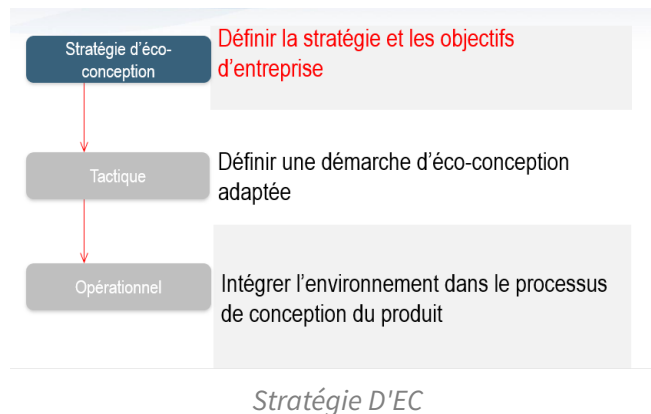 Stratégie d'éco-
conception
Définir la stratégie et les objectifs
d'entreprise
Tactique
Définir une démarche d'éco-conception
adaptée
Opérationnel
Intégrer l'environnement dans le processus
de conception du produit
Stratégie D'EC